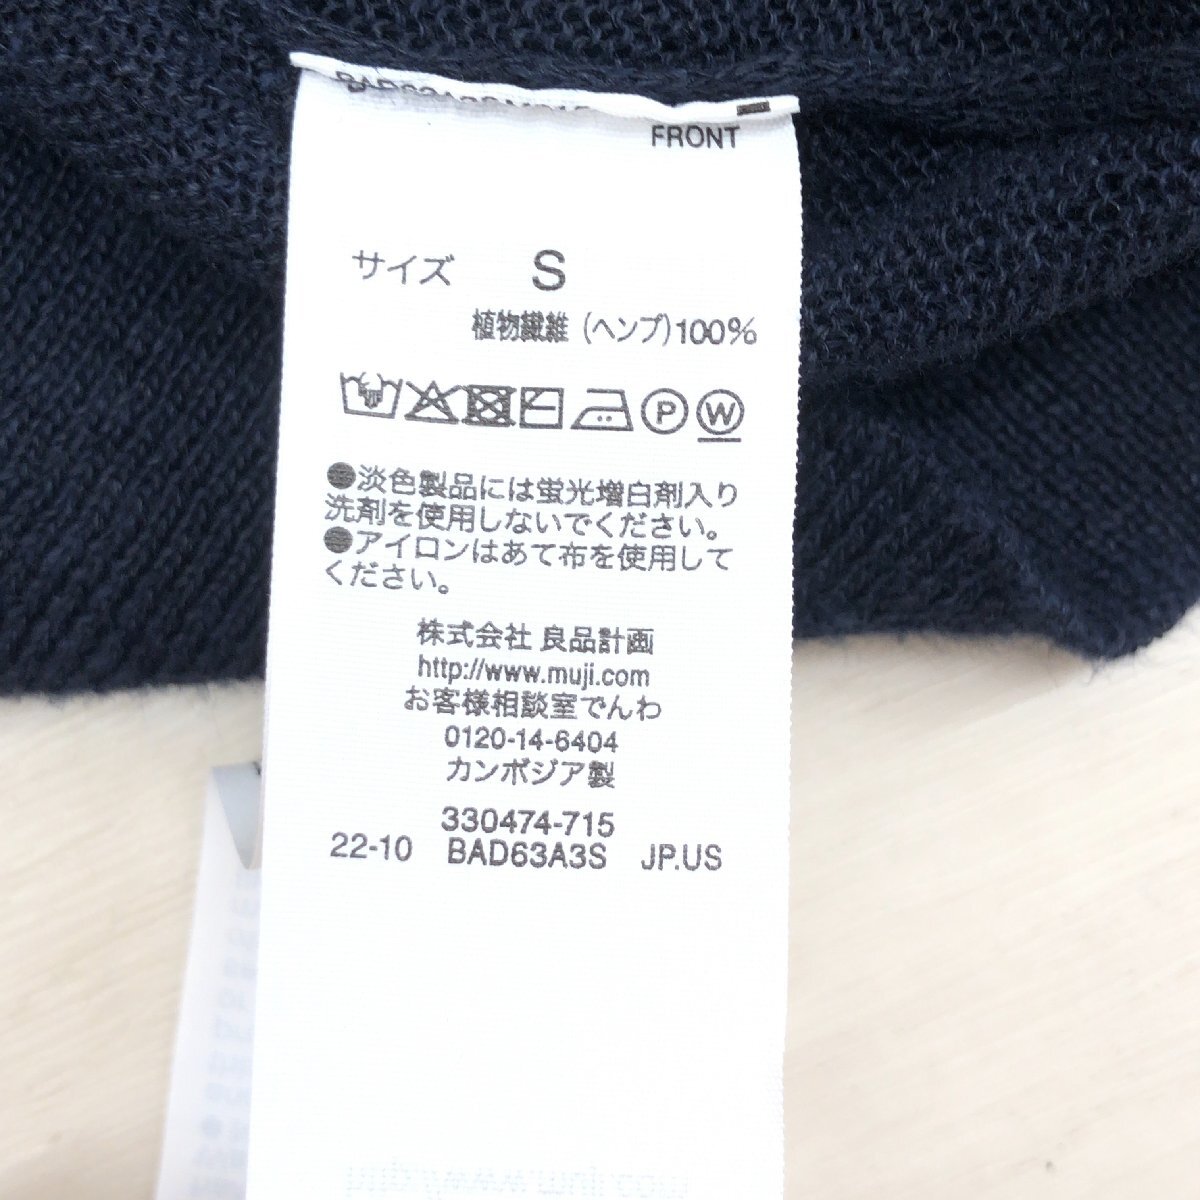 FRONT
サイズ S
植物繊維 (ヘンプ)100%
P W
●淡色製品には蛍光増白剤入り
洗剤を使用しないでください。
●アイロンはあて布を使用して
ください。
株式会社 良品計画
http://www.muji.com
お客様相談室でんわ
0120-14-6404
カンボジア製
330474-715
22-10 BAD63A3S JP.US